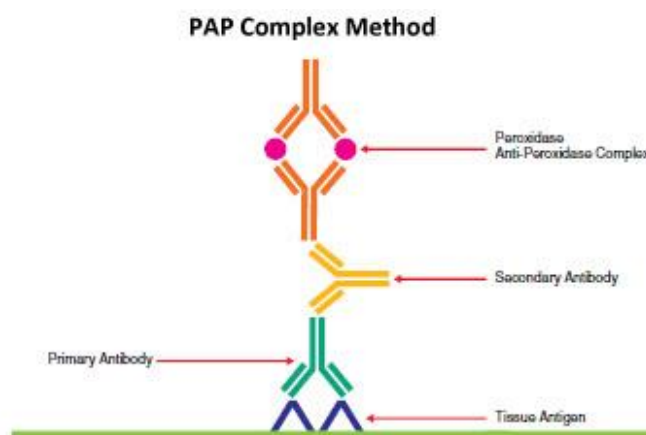 PAP Complex Method
Peroxidase
Anti-Peroxidase Complex
Secondary Antibody
Primary Antibody
Tissue Antigen